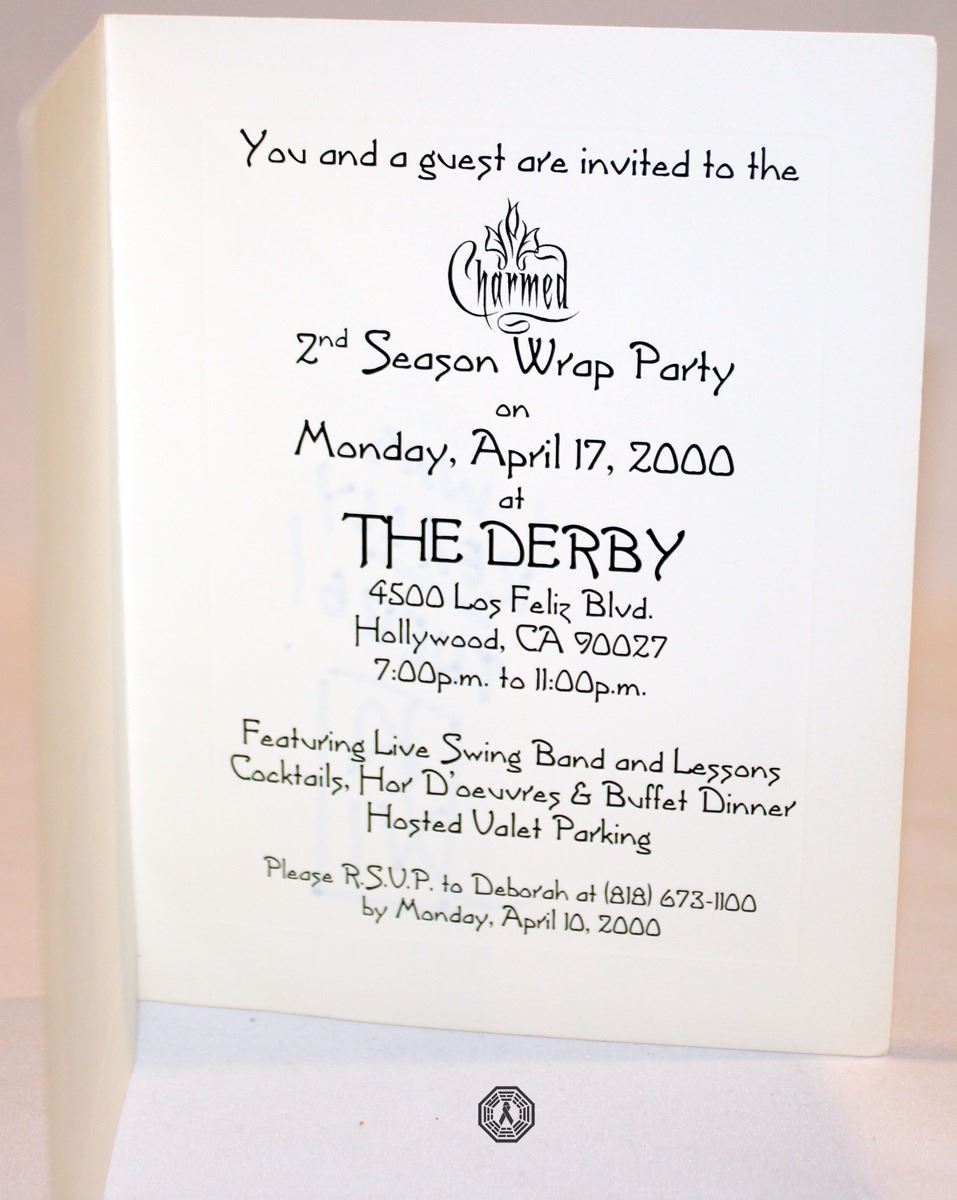 You and a guest are invited to the
Charmed
2nd Season Wrap Party
on
Monday, April 17, 2000
at
THE DERBY
4500 Los Feliz Blvd.
Hollywood, CA 90027
7:00p.m. to 11:00p.m.
Featuring Live Swing Band and Lessons
Cocktails, Hor D'oeuvres & Buffet Dinner
Hosted Valet Parking
Please R.S.V.P. to Deborah at (818) 673-1100
by Monday, April 10, 2000